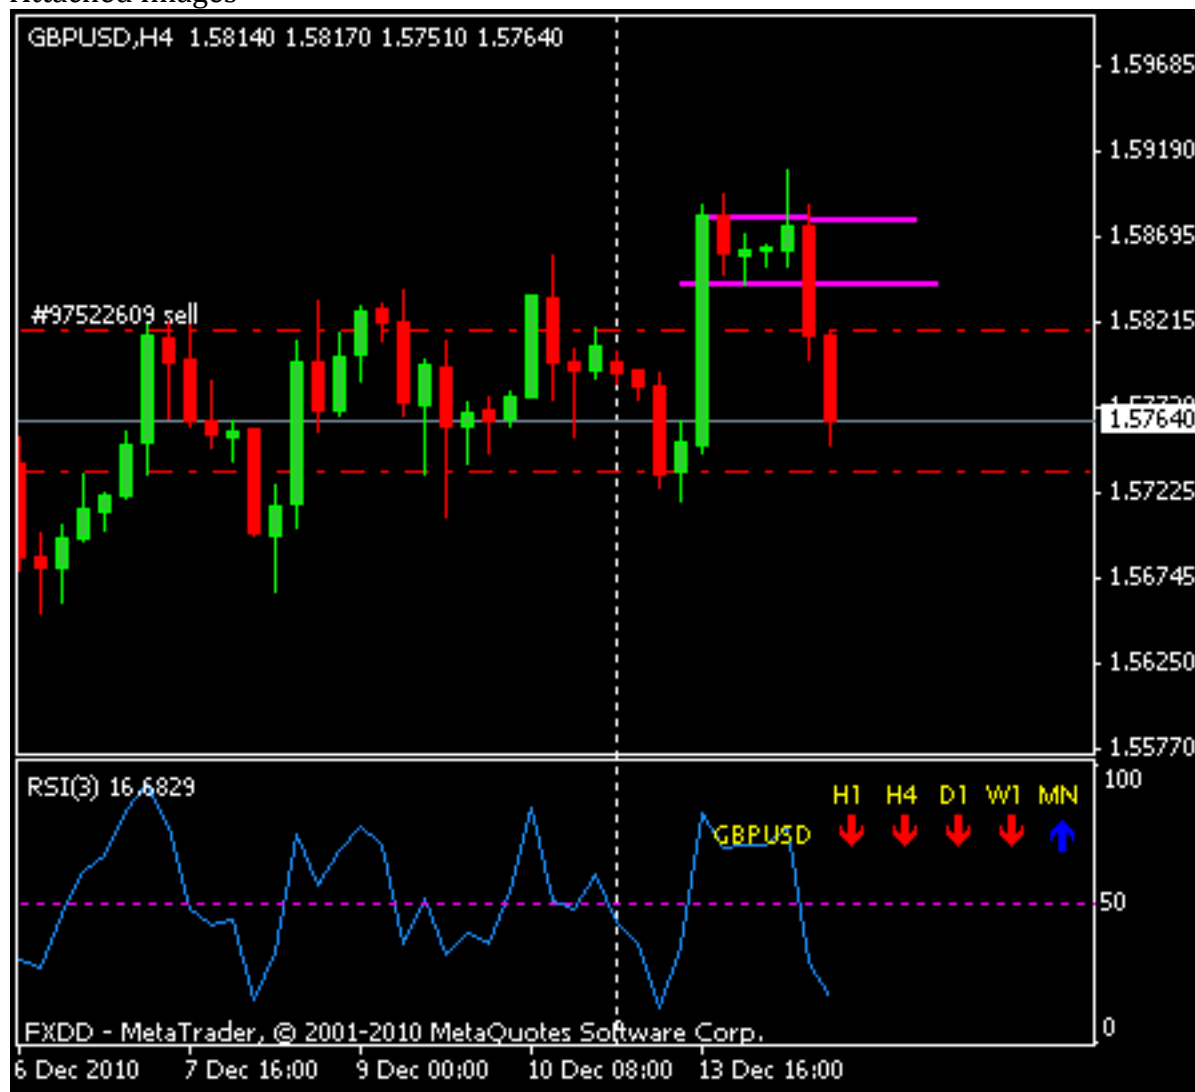 Attached Images
GBPUSD,H4 1.58140 1.58170 1.57510 1.57640
1.59685
1.59190
1.58695
#97522609 sell
1.58215
1.57640
1.57225
1.56745
1.56250
1.55770
RSI(3) 16.6829
100
H1 H4 D1 W1 MN
GBPUSD
50
FXDD - MetaTrader, © 2001-2010 MetaQuotes Software Corp.
0
6 Dec 2010 7 Dec 16:00 9 Dec 00:00 10 Dec 08:00 13 Dec 16:00